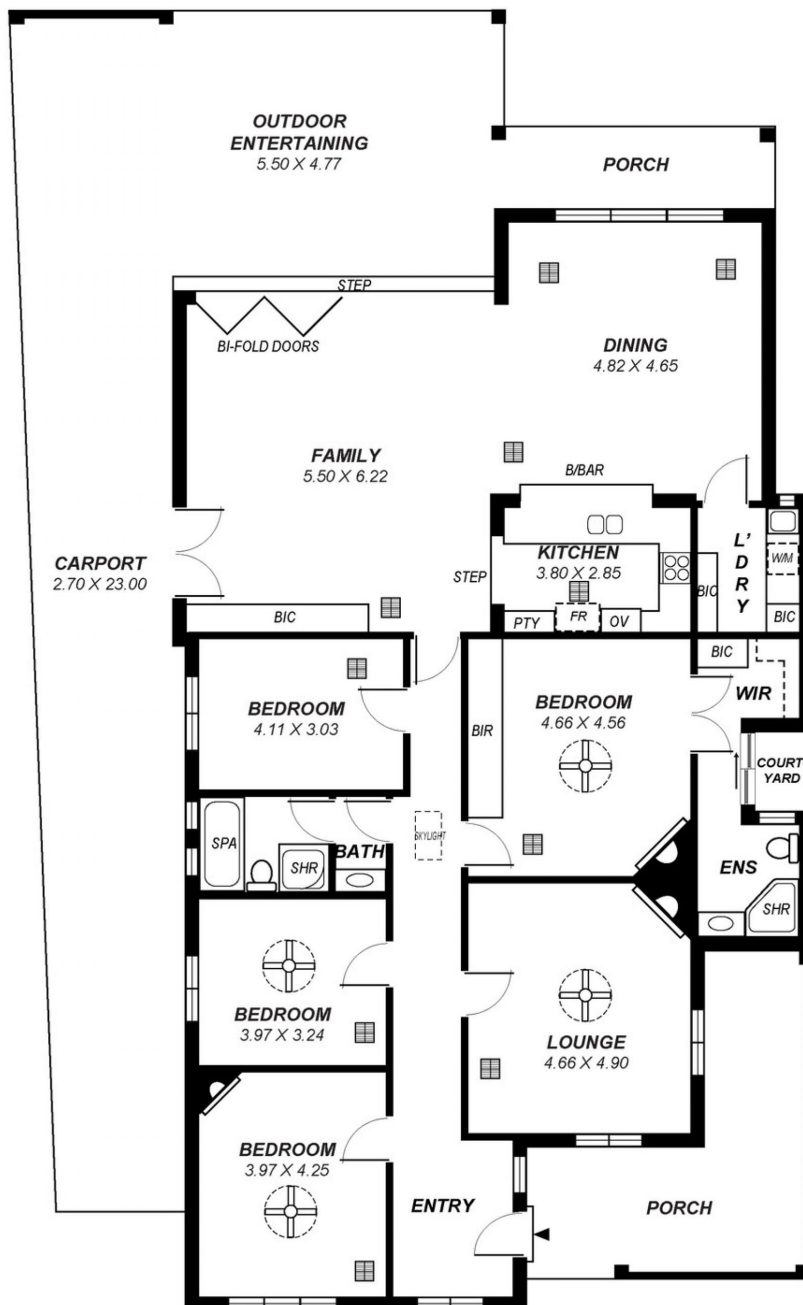 OUTDOOR
ENTERTAINING
5.50 X 4.77
PORCH
STEP
BI-FOLD DOORS
DINING
4.82 X 4.65
FAMILY
5.50 X 6.22
B/BAR
CARPORT
2.70 X 23.00
STEP
KITCHEN
3.80 X 2.85
BIC
L'
D
R
Y
W/M
BIC
BIC
PTY
FR
OV
BEDROOM
4.11 X 3.03
BIR
BEDROOM
4.66 X 4.56
BIC
WIR
COURT
YARD
SPA
SHR
BATH
SKYLIGHT
ENS
SHR
BEDROOM
3.97 X 3.24
LOUNGE
4.66 X 4.90
BEDROOM
3.97 X 4.25
ENTRY
PORCH